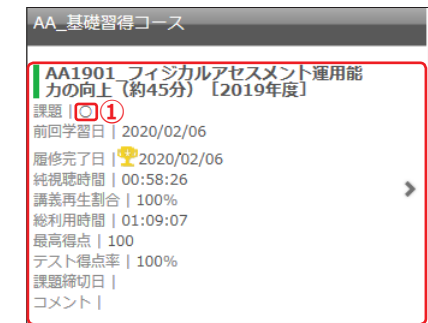 AA_基礎習得コース
AA1901_フィジカルアセスメント運用能
力の向上（約45分）［2019年度］
課題 | ○ ①
前回学習日 | 2020/02/06
履修完了日 | 2020/02/06
純視聴時間 | 00:58:26
講義再生割合 | 100%
総利用時間 | 01:09:07
最高得点 | 100
テスト得点率 | 100%
課題締切日 |
コメント |